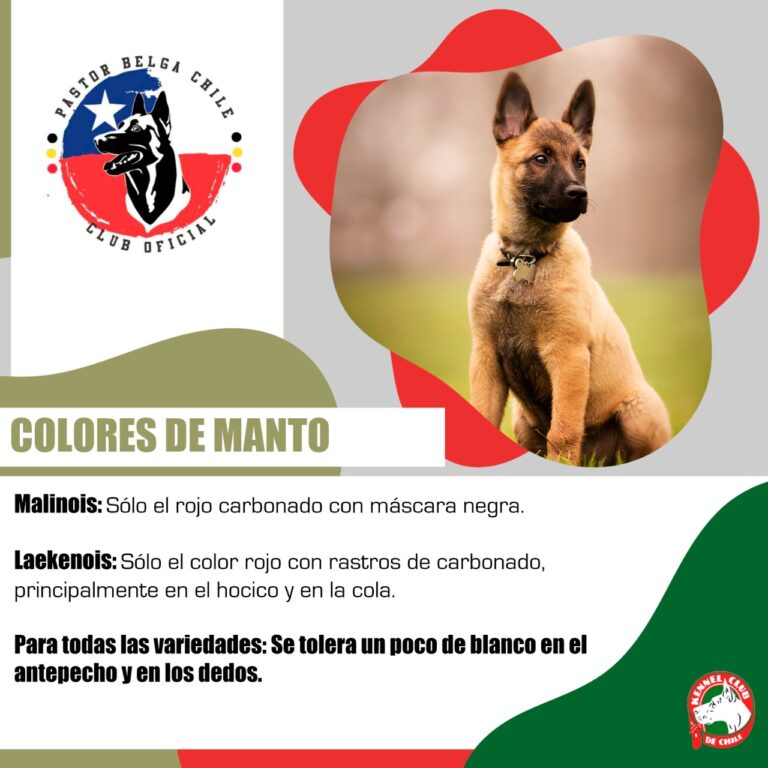 PASTOR BELGA CHILE
CLUB OFICIAL
COLORES DE MANTO
Malinois: Sólo el rojo carbonado con máscara negra.
Laekenois: Sólo el color rojo con rastros de carbonado,
principalmente en el hocico y en la cola.
Para todas las variedades: Se tolera un poco de blanco en el
antepecho y en los dedos.
KENNEL CLUB
DE CHILE